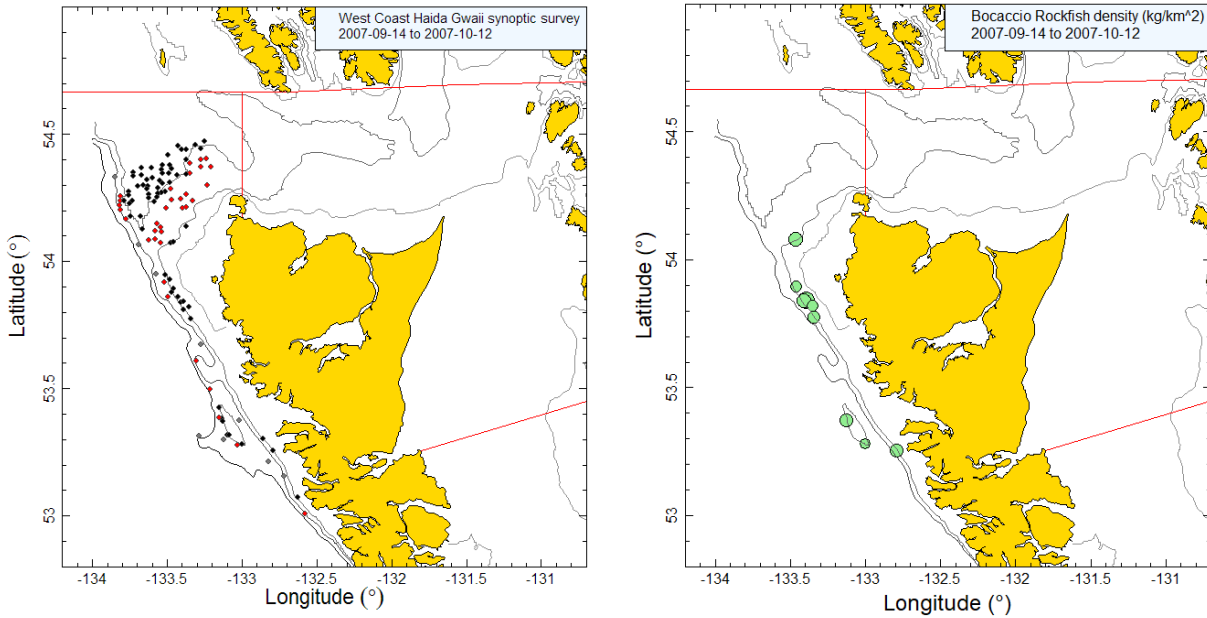 West Coast Haida Gwaii synoptic survey
2007-09-14 to 2007-10-12
54.5
54
53.5
53
Latitude (°)
-134
-133.5
-133
-132.5
-132
-131.5
-131
Longitude (°)
Bocaccio Rockfish density (kg/km^2)
2007-09-14 to 2007-10-12
54.5
54
53.5
53
Latitude (°)
-134
-133.5
-133
-132.5
-132
-131.5
-131
Longitude (°)